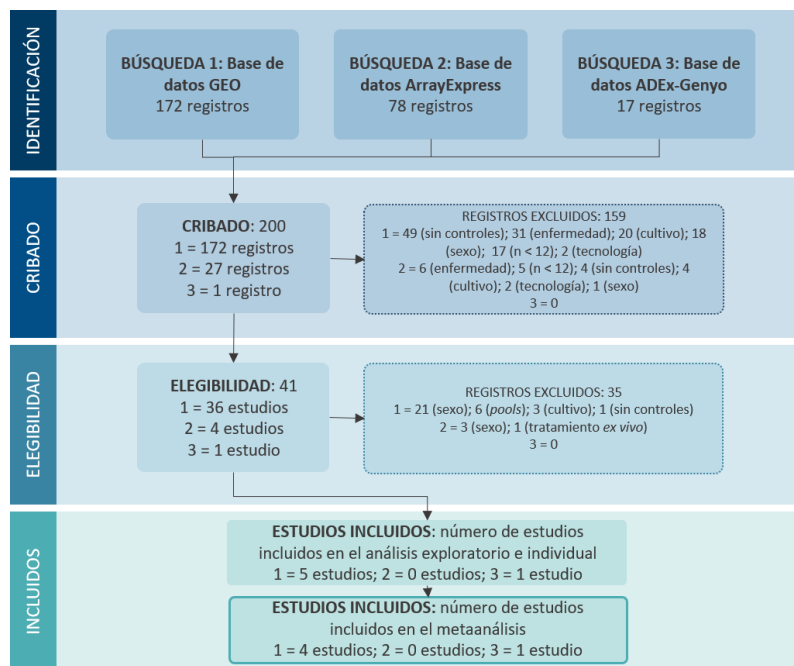 IDENTIFICACIÓN
BÚSQUEDA 1: Base de
datos GEO
172 registros
BÚSQUEDA 2: Base de
datos ArrayExpress
78 registros
BÚSQUEDA 3: Base de
datos ADEx-Genyo
17 registros
CRIBADO
CRIBADO: 200
1 = 172 registros
2 = 27 registros
3 = 1 registro
REGISTROS EXCLUIDOS: 159
1 = 49 (sin controles); 31 (enfermedad); 20 (cultivo); 18
(sexo); 17 (n < 12); 2 (tecnología)
2 = 6 (enfermedad); 5 (n < 12); 4 (sin controles); 4
(cultivo); 2 (tecnología); 1 (sexo)
3 = 0
ELEGIBILIDAD
ELEGIBILIDAD: 41
1 = 36 estudios
2 = 4 estudios
3 = 1 estudio
REGISTROS EXCLUIDOS: 35
1 = 21 (sexo); 6 (pools); 3 (cultivo); 1 (sin controles)
2 = 3 (sexo); 1 (tratamiento ex vivo)
3 = 0
INCLUIDOS
ESTUDIOS INCLUIDOS: número de estudios
incluidos en el análisis exploratorio e individual
1 = 5 estudios; 2 = 0 estudios; 3 = 1 estudio
ESTUDIOS INCLUIDOS: número de estudios
incluidos en el metaanálisis
1 = 4 estudios; 2 = 0 estudios; 3 = 1 estudio